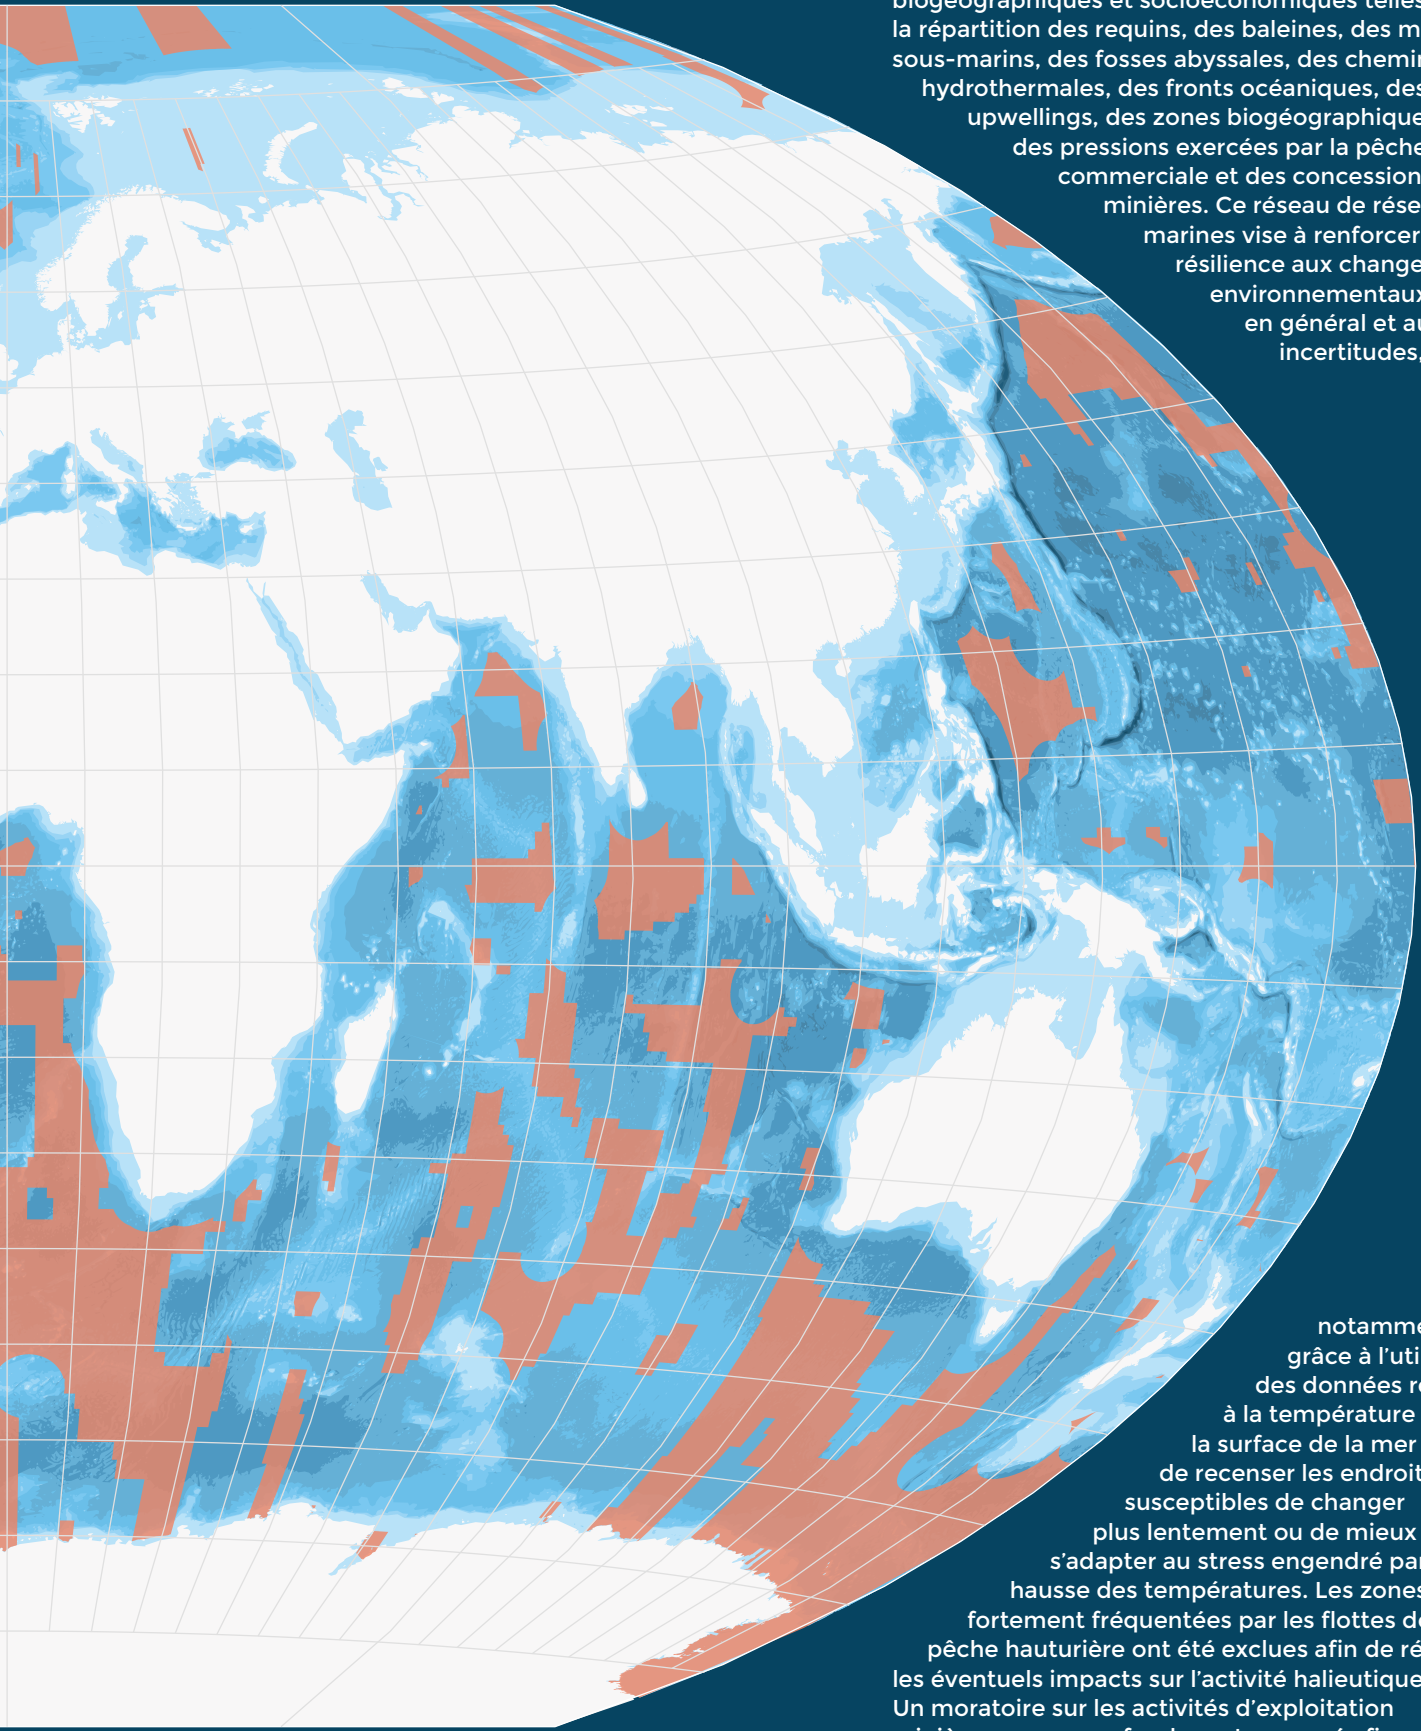 biogéographiques et socioéconomiques telles
la répartition des requins, des baleines, des m
sous-marins, des fosses abyssales, des chemin
hydrothermales, des fronts océaniques, des
upwellings, des zones biogéographique
des pressions exercées par la pêche
commerciale et des concession
minières. Ce réseau de rése
marines vise à renforcer
résilience aux change
environnementaux
en général et au
incertitudes,
notamme
grâce à l’uti
des données re
à la température
la surface de la mer
de recenser les endroit
susceptibles de changer
plus lentement ou de mieux
s’adapter au stress engendré par
hausse des températures. Les zones
fortement fréquentées par les flottes de
pêche hauturière ont été exclues afin de ré
les éventuels impacts sur l’activité halieutique
Un moratoire sur les activités d’exploitation